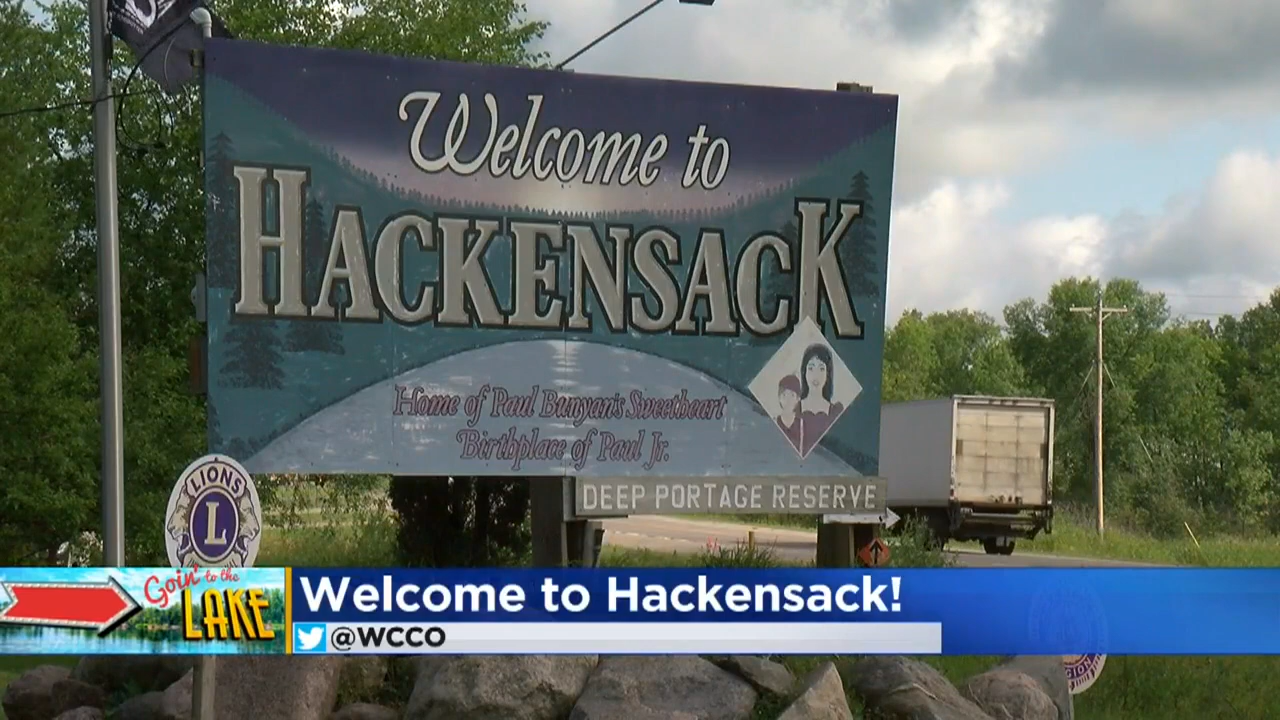 Welcome to
HACKENSACK
Home of Paul Bunyan's Sweetheart
Birthplace of Paul Jr.
DEEP PORTAGE RESERVE
LIONS
L
Goin' to the
LAKE
Welcome to Hackensack!
@WCCO